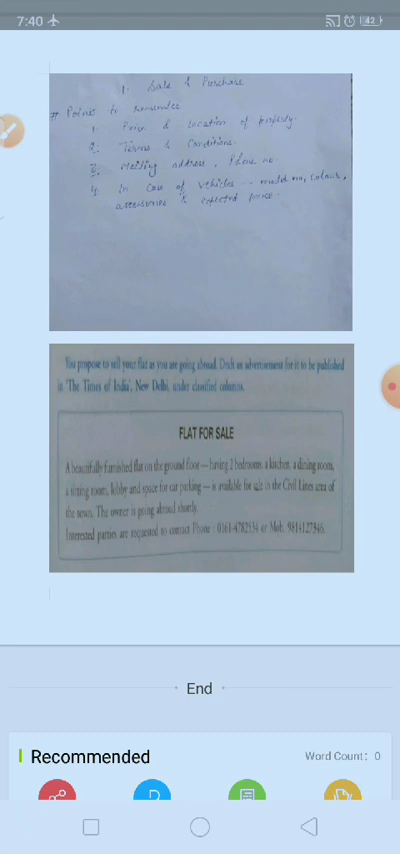 7:40
42
1. Sale & Purchase
* Points to remember
1. Price & Location of property.
2. Terms & Conditions.
3. Mailing address, Phone no.
4. In Case of vehicles - model no, colour,
accessories & expected price.
You propose to sell your flat as you are going abroad. Draft an advertisement for it to be published
in 'The Times of India', New Delhi, under classified columns.
FLAT FOR SALE
A beautifully furnished flat on the ground floor — having 2 bedrooms, a kitchen, a dining room,
a sitting room, lobby and space for car parking — is available for sale in the Civil Lines area of
the town. The owner is going abroad shortly.
Interested parties are requested to contact Phone : 0161-4782534 or Mob. 9814127346.
End
Recommended
Word Count: 0